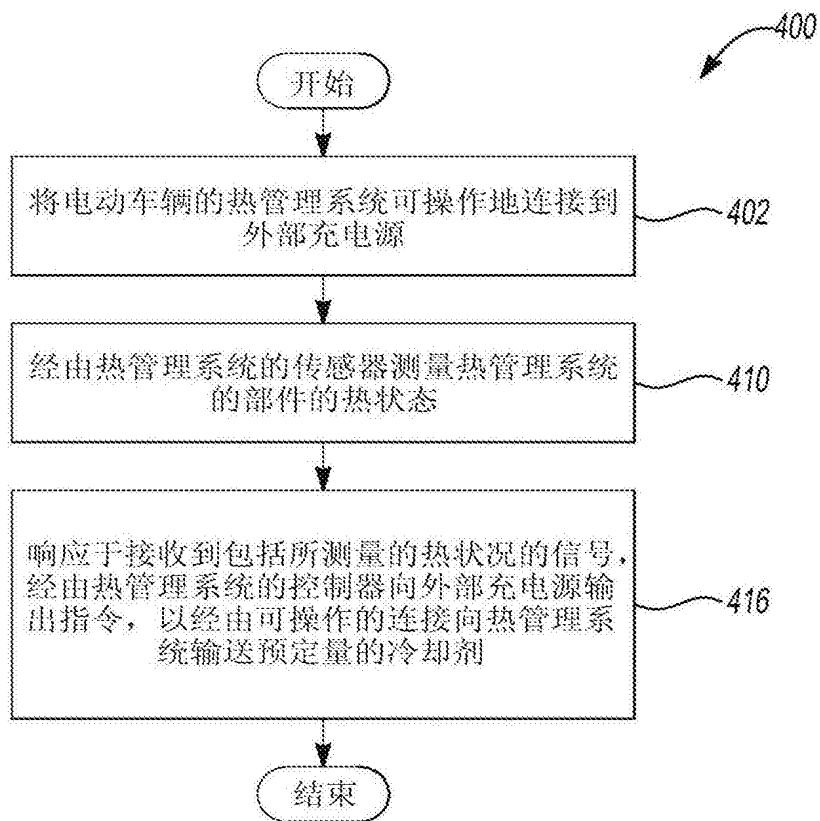 400
开始
将电动车辆的热管理系统可操作地连接到
外部充电源
402
经由热管理系统的传感器测量热管理系统
的部件的热状态
410
响应于接收到包括所测量的热状况的信号，
经由热管理系统的控制器向外部充电源输
出指令，以经由可操作的连接向热管理系
统输送预定量的冷却剂
416
结束